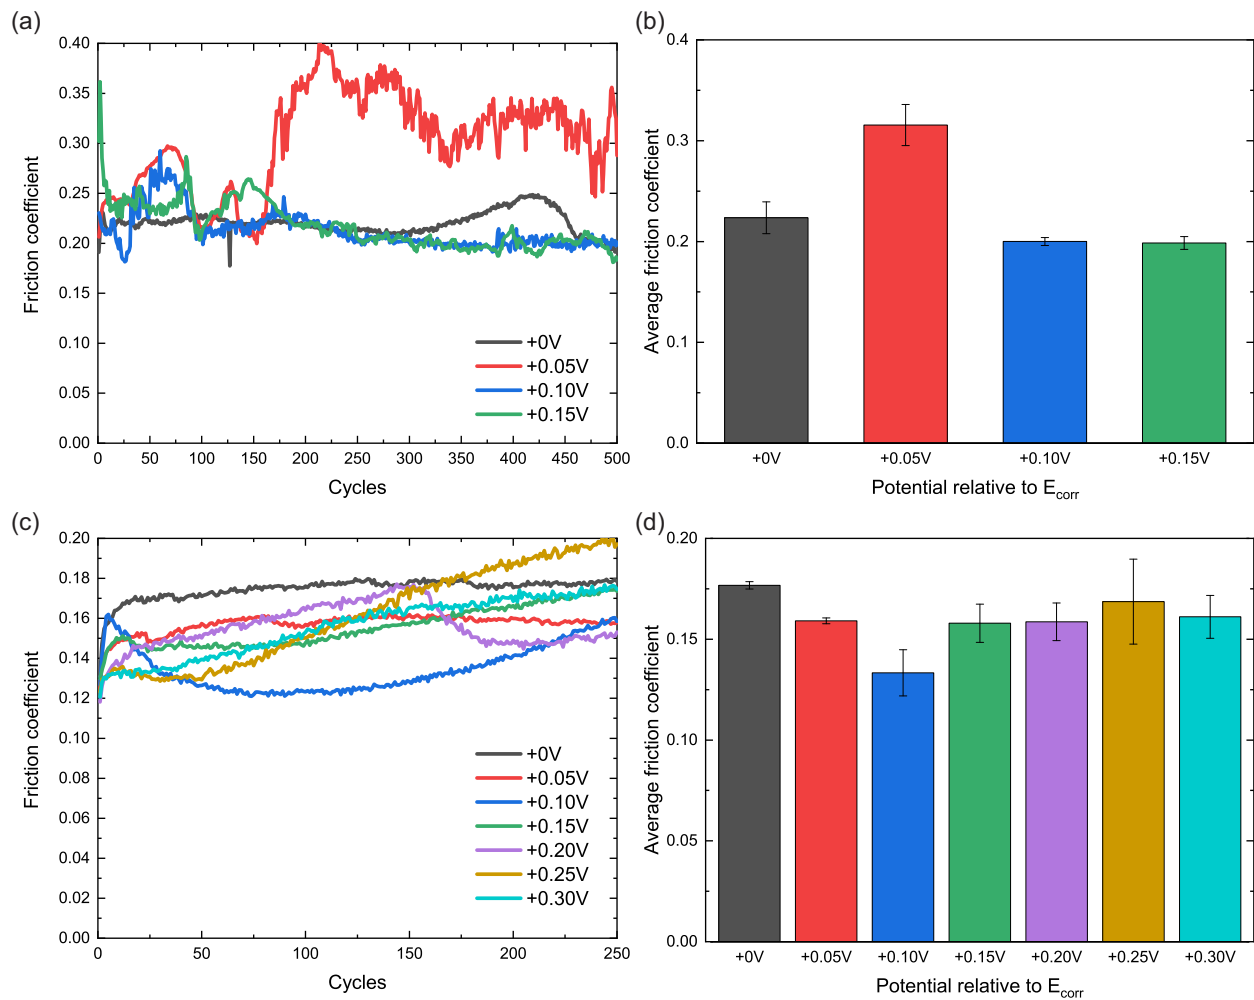 (a)
0.40
0.35
0.30
0.25
0.20
0.15
0.10
0.05
0.00
Friction coefficient
+0V
+0.05V
+0.10V
+0.15V
0 50 100 150 200 250 300 350 400 450 500
Cycles
(b)
0.4
0.3
0.2
0.1
0.0
Average friction coeffcient
+0V +0.05V +0.10V +0.15V
Potential relative to Ecorr
(c)
0.20
0.18
0.16
0.14
0.12
0.10
0.08
0.06
0.04
0.02
0.00
Friction coefficient
+0V
+0.05V
+0.10V
+0.15V
+0.20V
+0.25V
+0.30V
0 50 100 150 200 250
Cycles
(d)
0.20
0.15
0.10
0.05
0.00
Average friction coefficient
+0V +0.05V +0.10V +0.15V +0.20V +0.25V +0.30V
Potential relative to Ecorr